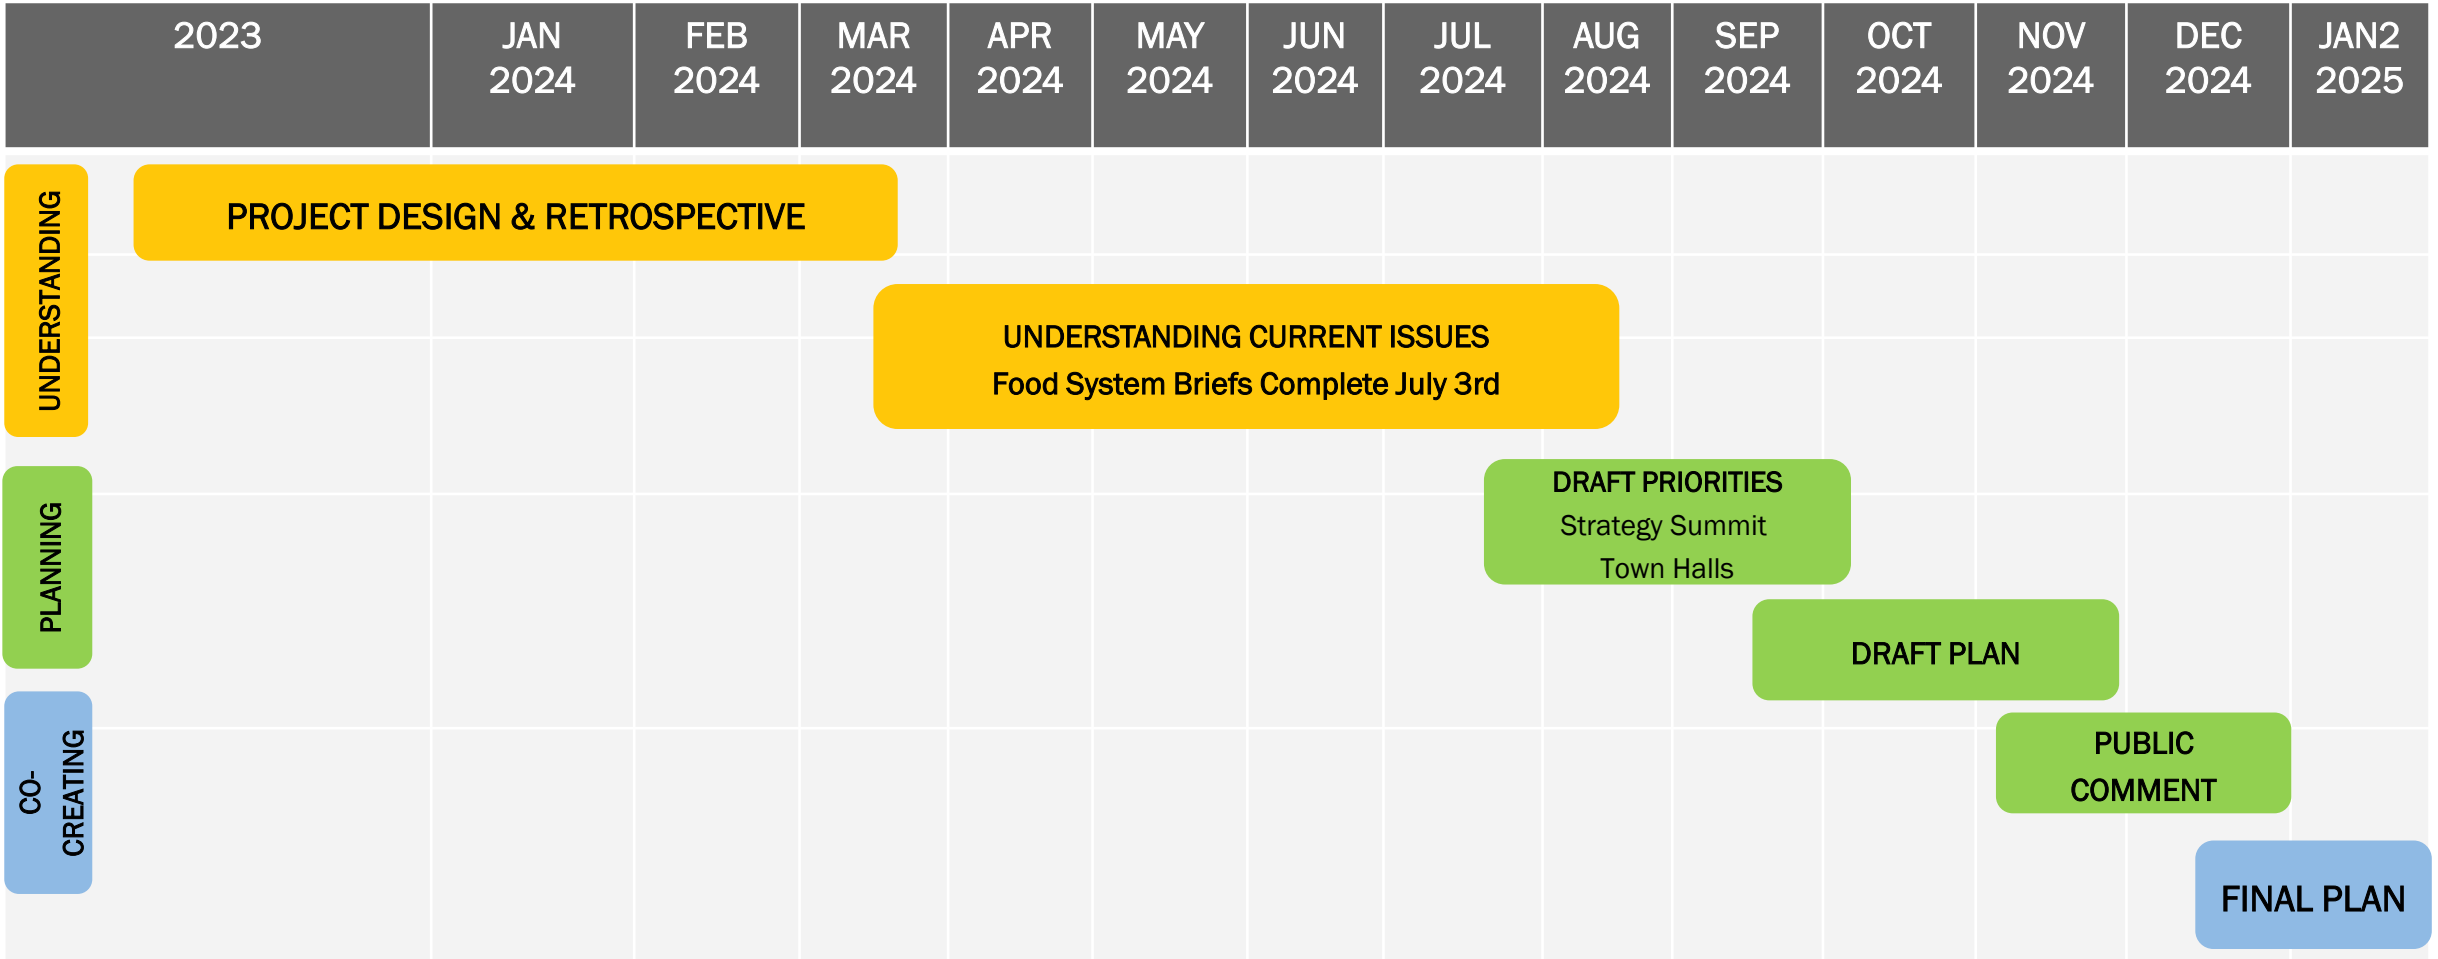 2023
JAN
2024
FEB
2024
MAR
2024
APR
2024
MAY
2024
JUN
2024
JUL
2024
AUG
2024
SEP
2024
OCT
2024
NOV
2024
DEC
2024
JAN2
2025
UNDERSTANDING
PROJECT DESIGN & RETROSPECTIVE
UNDERSTANDING CURRENT ISSUES
Food System Briefs Complete July 3rd
PLANNING
DRAFT PRIORITIES
Strategy Summit
Town Halls
DRAFT PLAN
CO-
CREATING
PUBLIC
COMMENT
FINAL PLAN